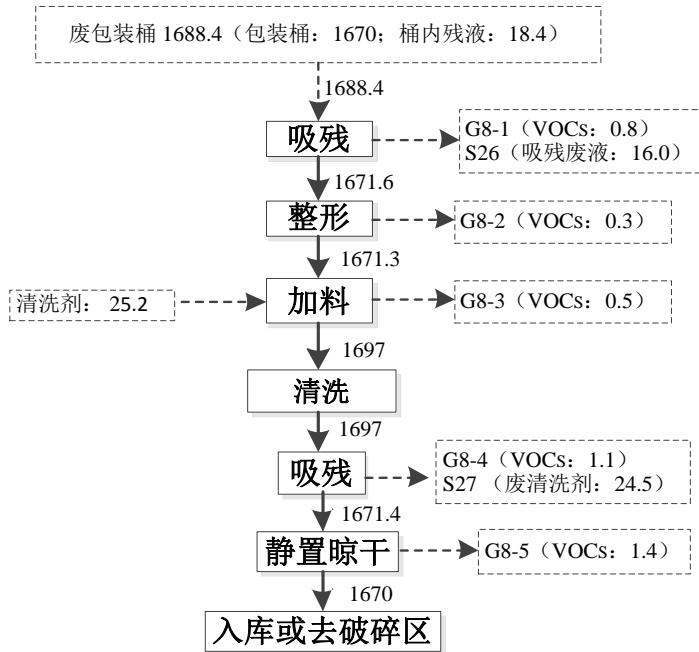 废包装桶 1688.4（包装桶：1670；桶内残液：18.4）
1688.4
吸残
G8-1（VOCs：0.8）
S26（吸残废液：16.0）
1671.6
整形
G8-2（VOCs：0.3）
1671.3
清洗剂： 25.2
加料
G8-3（VOCs：0.5）
1697
清洗
1697
吸残
G8-4（VOCs：1.1）
S27 （废清洗剂：24.5）
1671.4
静置晾干
G8-5（VOCs：1.4）
1670
入库或去破碎区